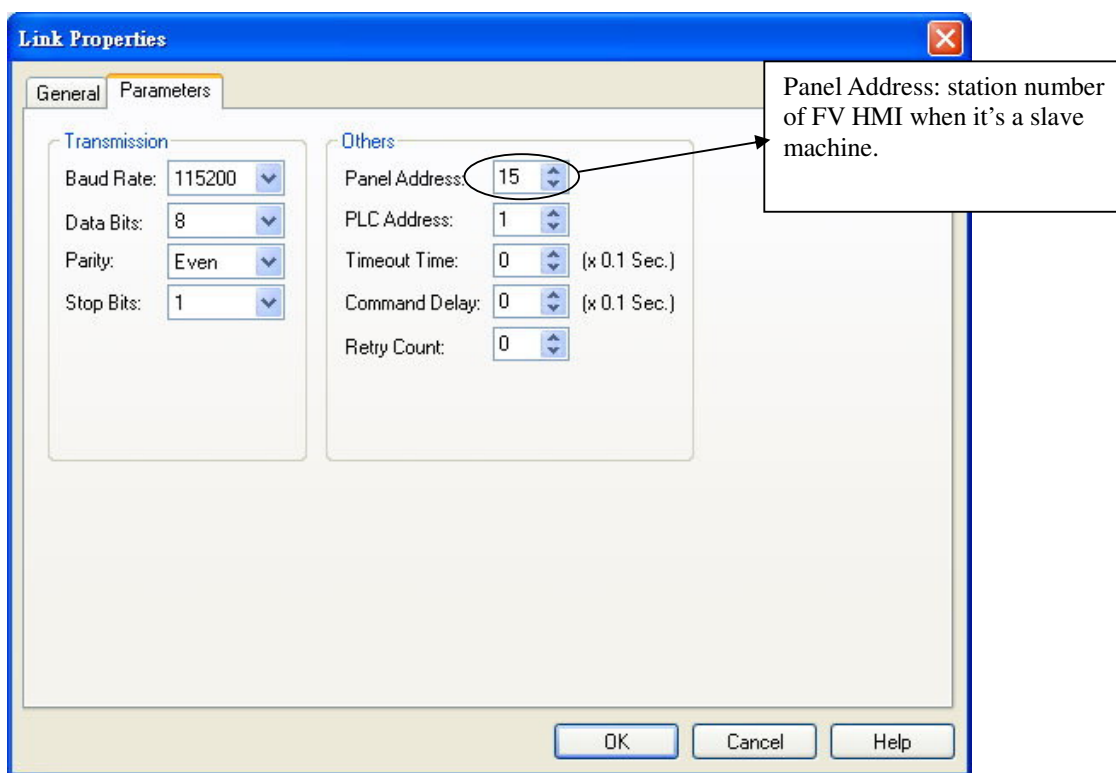 Link Properties
General
Parameters
Panel Address: station number
of FV HMI when it's a slave
machine.
Transmission
Baud Rate: 115200
Data Bits: 8
Parity: Even
Stop Bits: 1
Others
Panel Address: 15
PLC Address: 1
Timeout Time: 0 (x 0.1 Sec.)
Command Delay: 0 (x 0.1 Sec.)
Retry Count: 0
OK
Cancel
Help